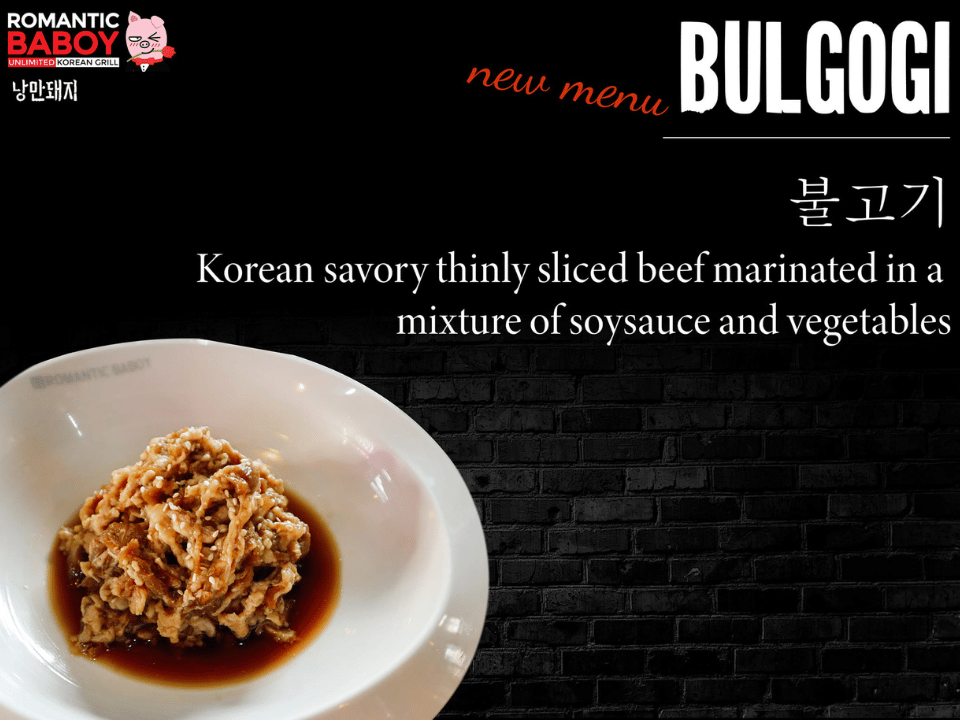 ROMANTIC
BABOY
UNLIMITED KOREAN GRILL
낭만돼지
new menu
BULGOGI
불고기
Korean savory thinly sliced beef marinated in a
mixture of soysauce and vegetables
ROMANTIC BABOY